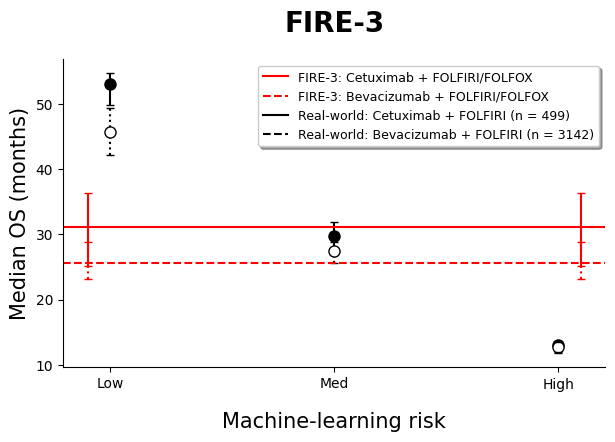 FIRE-3
FIRE-3: Cetuximab + FOLFIRI/FOLFOX
FIRE-3: Bevacizumab + FOLFIRI/FOLFOX
Real-world: Cetuximab + FOLFIRI (n = 499)
Real-world: Bevacizumab + FOLFIRI (n = 3142)
Median OS (months)
50
40
30
20
10
Low Med High
Machine-learning risk